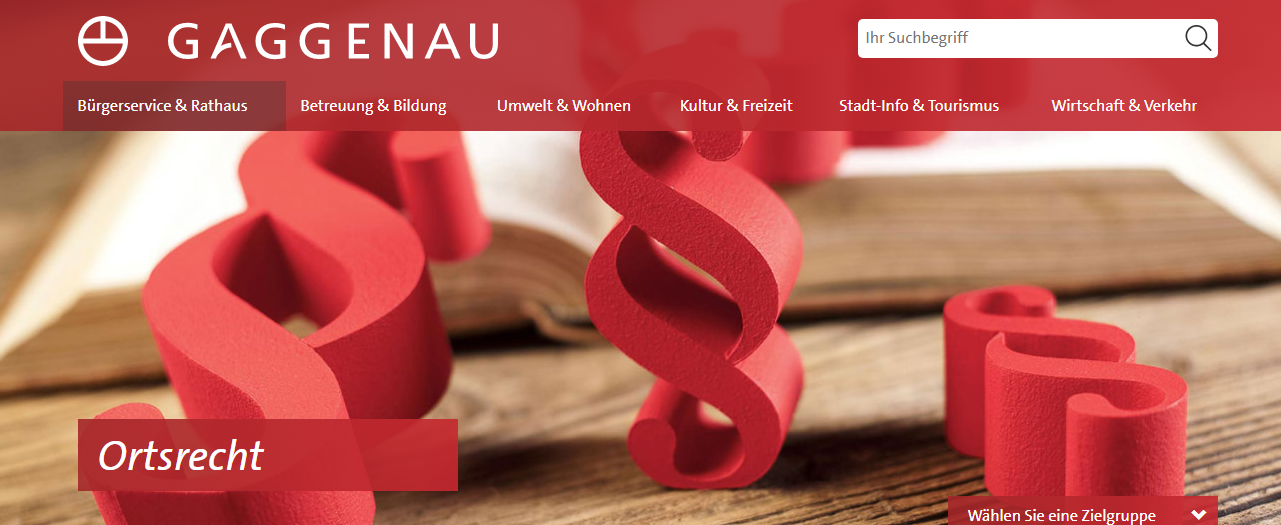 GAGGENAU
Ihr Suchbegriff
Bürgerservice & Rathaus
Betreuung & Bildung
Umwelt & Wohnen
Kultur & Freizeit
Stadt-Info & Tourismus
Wirtschaft & Verkehr
Ortsrecht
Wählen Sie eine Zielgruppe